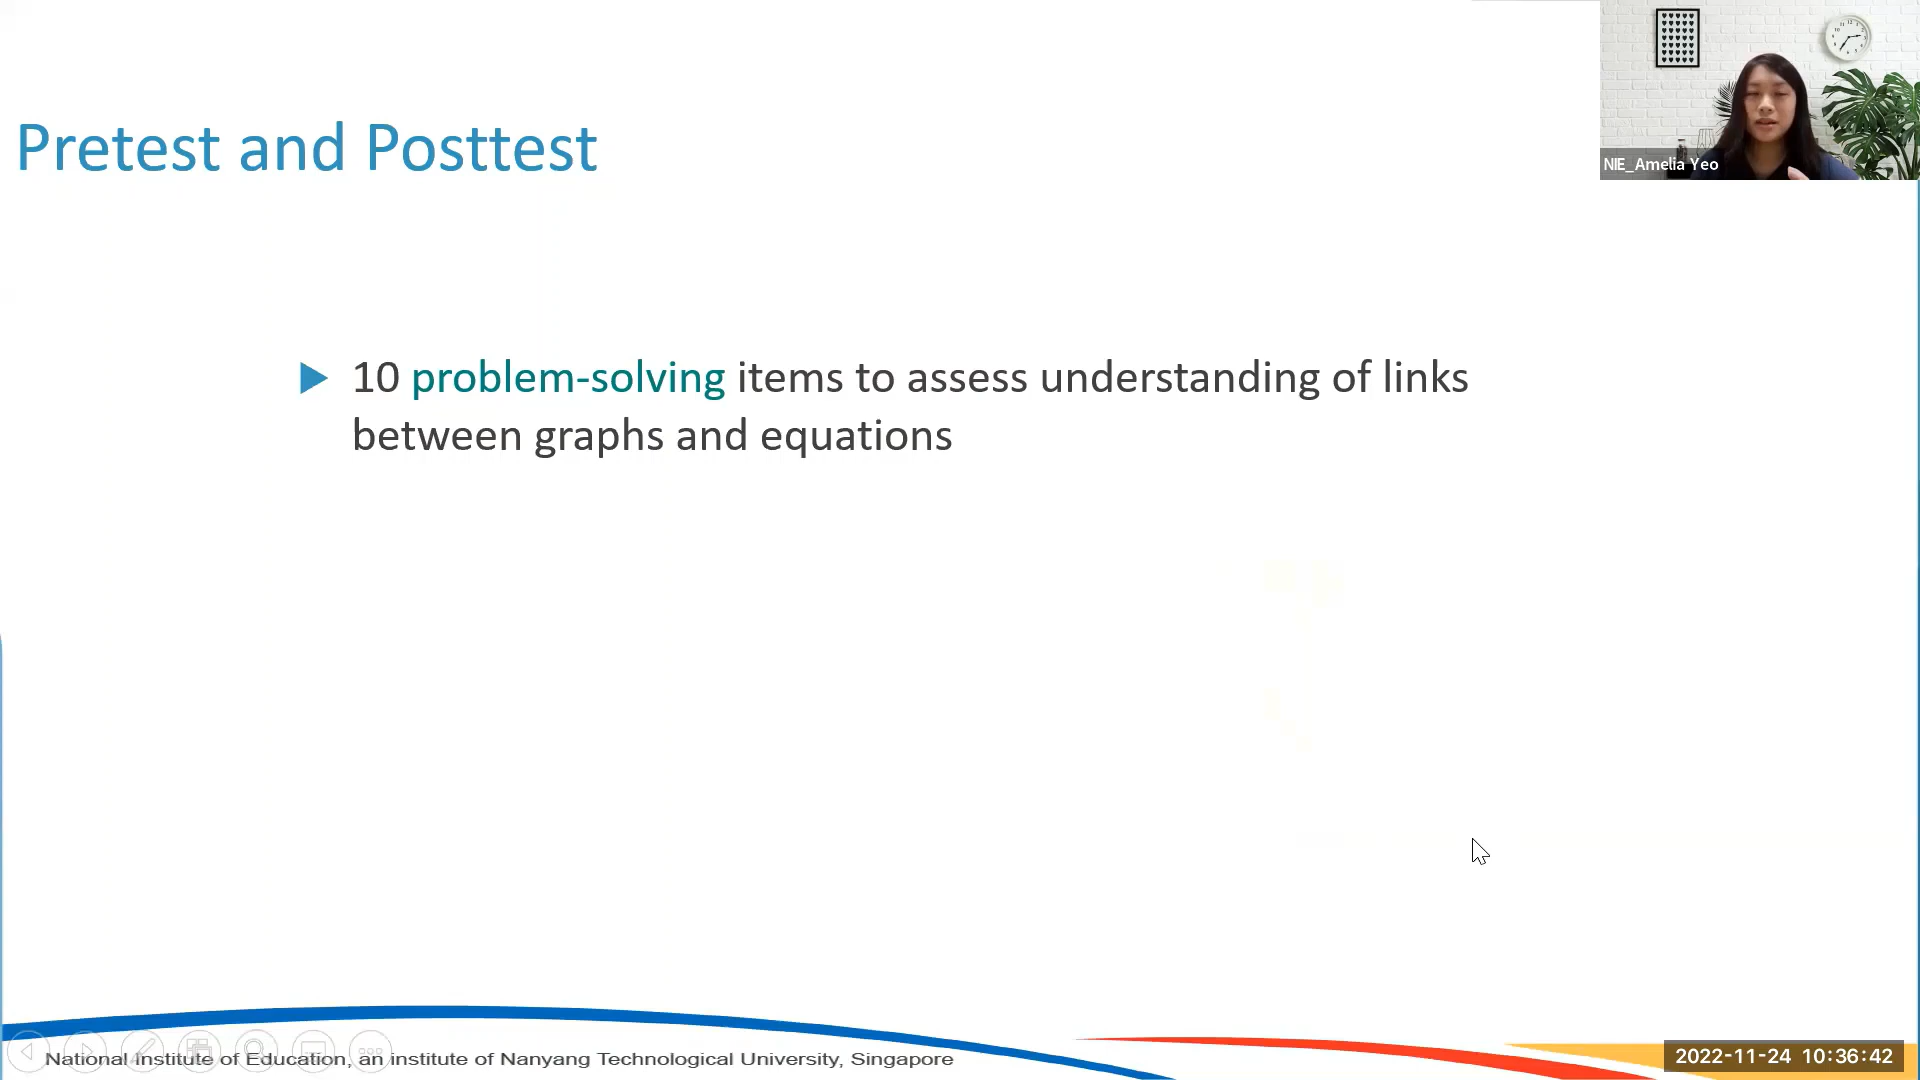 Pretest and Posttest
NIE_Amelia Yeo
10 problem-solving items to assess understanding of links
between graphs and equations
National Institute of Education, an institute of Nanyang Technological University, Singapore
2022-11-24 10:36:42